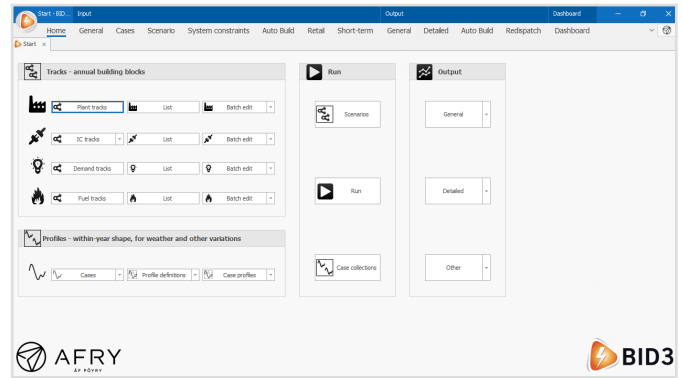 Start - BID... Input Output Dashboard
Home General Cases Scenario System constraints Auto Build Retail Short-term General Detailed Auto Build Redispatch Dashboard
Start ×
Tracks - annual building blocks
Run
Output
Plant tracks List Batch edit
Scenarios
General
IC tracks List Batch edit
Demand tracks List Batch edit
Run
Detailed
Fuel tracks List Batch edit
Profiles - within-year shape, for weather and other variations
Cases Profile definitions Case profiles
Case collections
Other
AFRY
ÅF PÖYRY
BID3